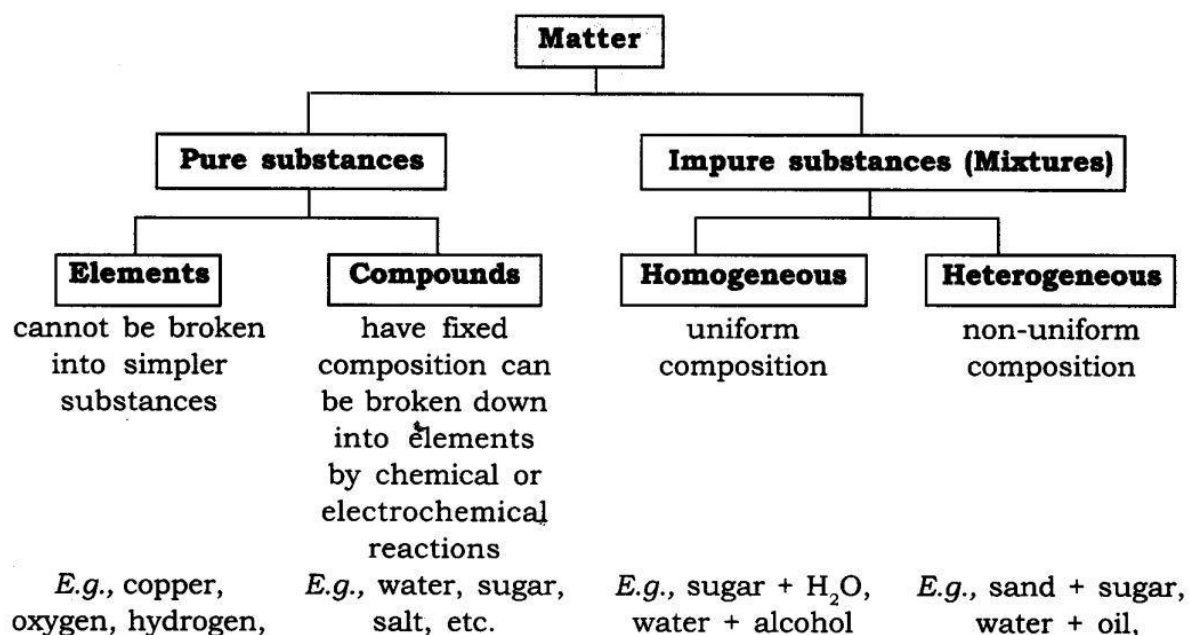 Matter
Pure substances
Impure substances (Mixtures)
Elements
cannot be broken
into simpler
substances
E.g., copper,
oxygen, hydrogen,
Compounds
have fixed
composition can
be broken down
into elements
by chemical or
electrochemical
reactions
E.g., water, sugar,
salt, etc.
Homogeneous
uniform
composition
E.g., sugar + H₂O,
water + alcohol
Heterogeneous
non-uniform
composition
E.g., sand + sugar,
water + oil,